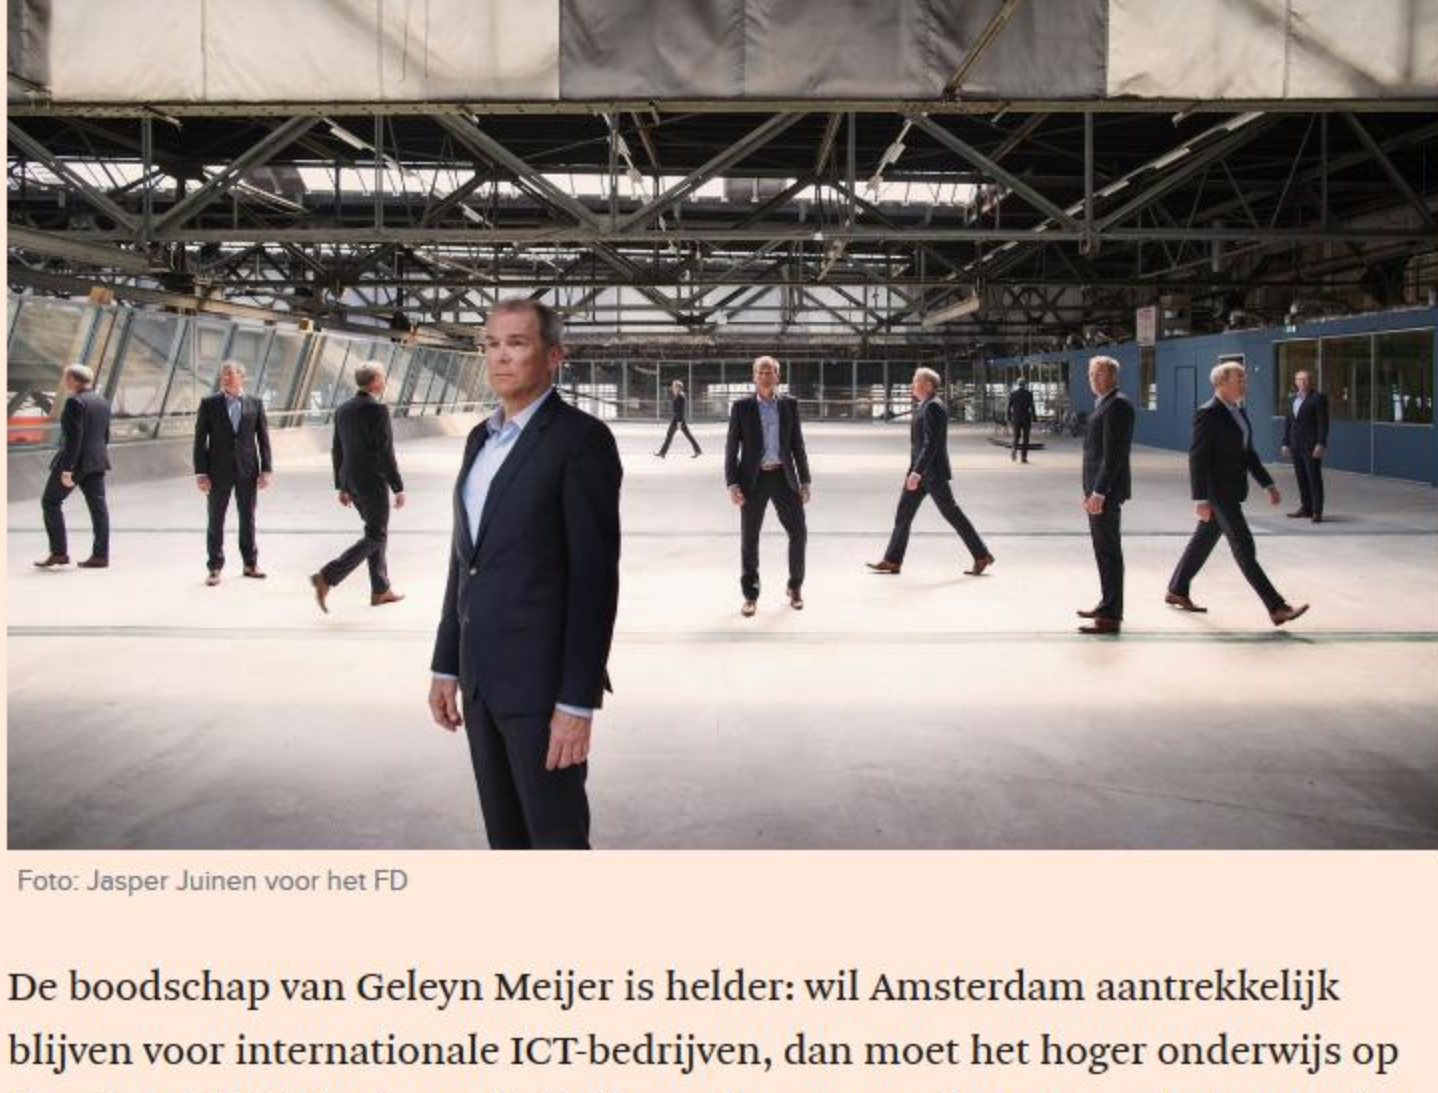 Foto: Jasper Juinen voor het FD
De boodschap van Geleyn Meijer is helder: wil Amsterdam aantrekkelijk
blijven voor internationale ICT-bedrijven, dan moet het hoger onderwijs op